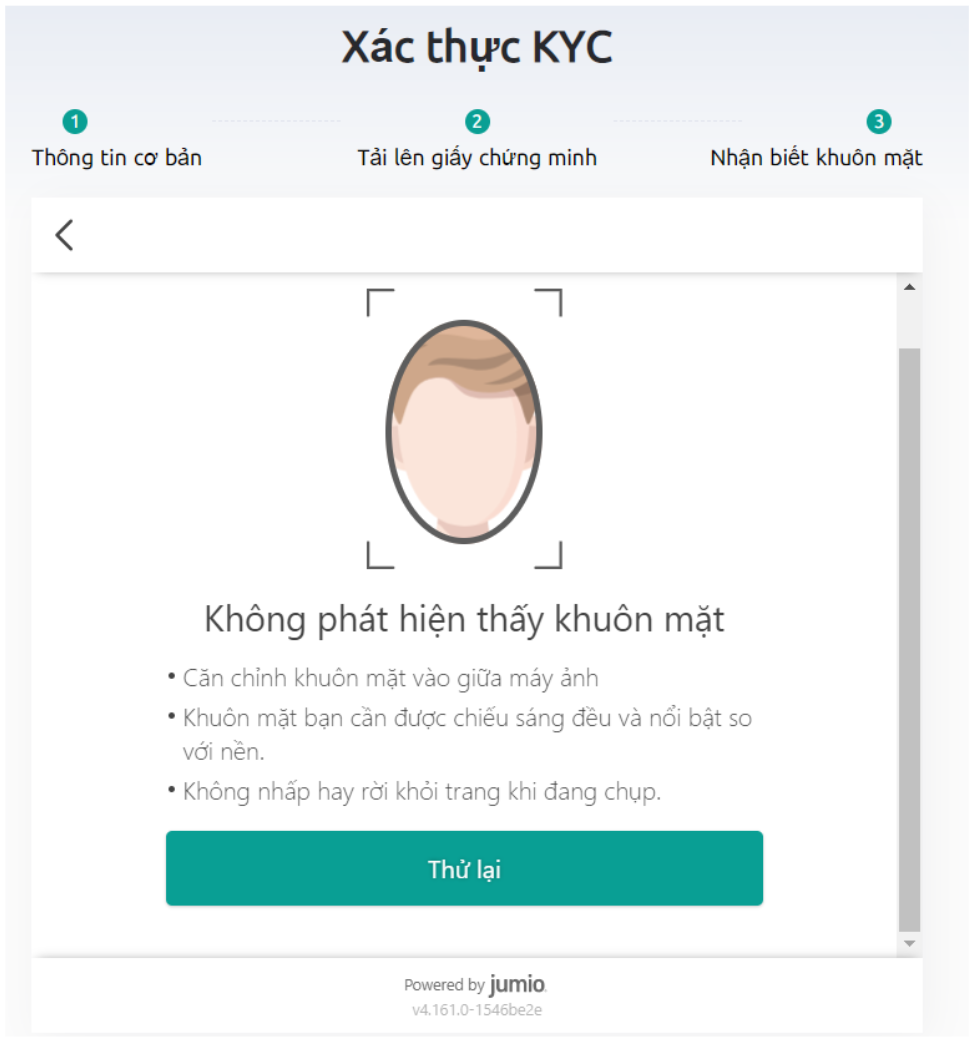 Xác thực KYC
1
2
3
Thông tin cơ bản
Tải lên giấy chứng minh
Nhận biết khuôn mặt
Không phát hiện thấy khuôn mặt
• Căn chỉnh khuôn mặt vào giữa máy ảnh
• Khuôn mặt bạn cần được chiếu sáng đều và nổi bật so
với nền.
• Không nhấp hay rời khỏi trang khi đang chụp.
Thử lại
Powered by jumio.
v4.161.0-1546be2e